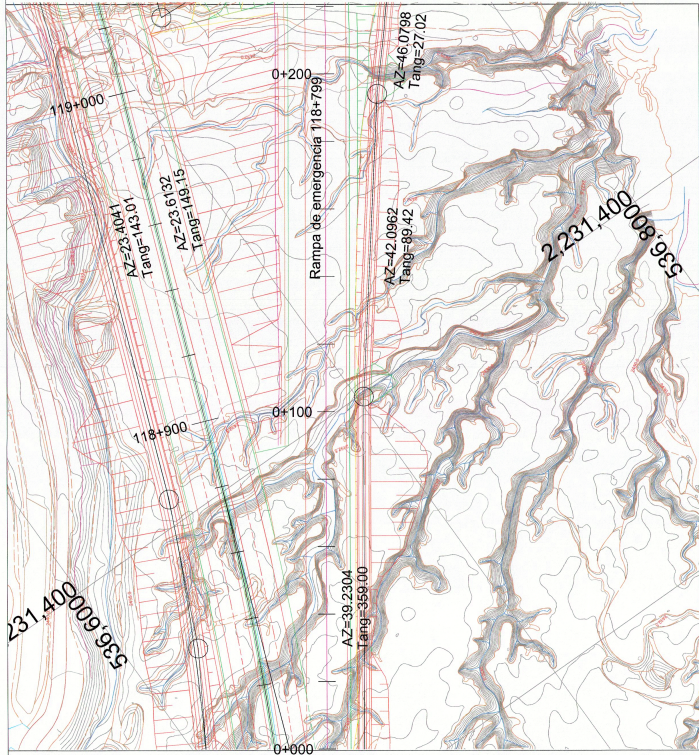 AZ=46.0798
Tang=27.02
0+200
119+000
Rampa de emergencia 118+799
AZ=23.4041
Tang=143.01
AZ=23.6132
Tang=149.15
AZ=42.0962
Tang=89.42
2,231,400
536,800
0+100
118+900
AZ=39.2304
Tang=359.00
231,400
536,600
0+000